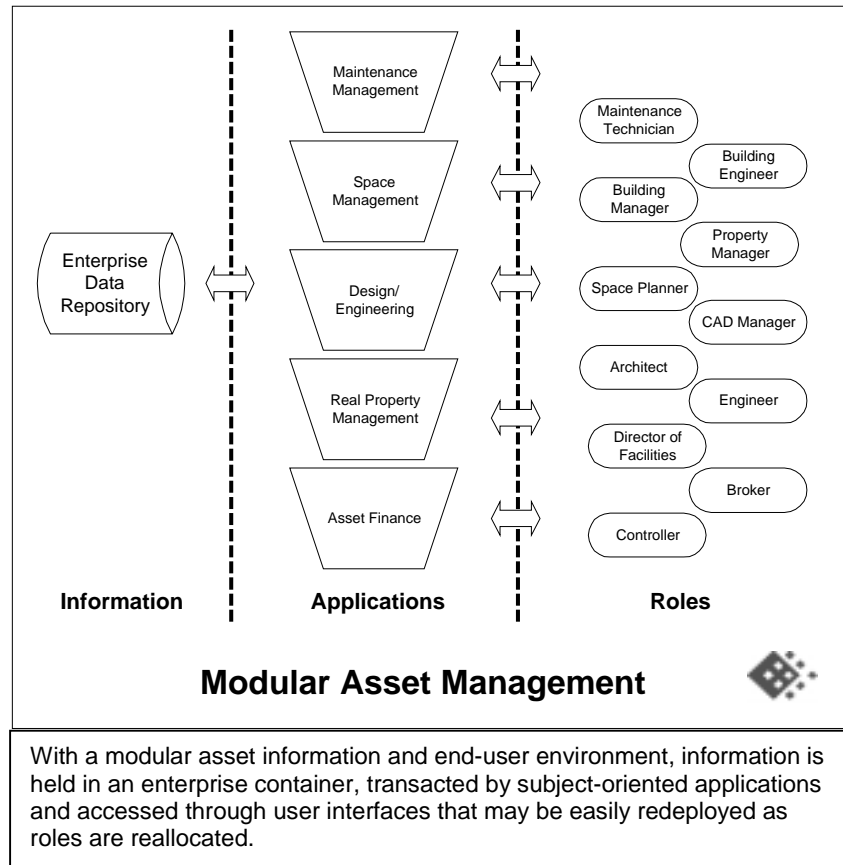 Maintenance
Management
Space
Management
Enterprise
Data
Repository
Design/
Engineering
Real Property
Management
Asset Finance
Maintenance
Technician
Building
Engineer
Building
Manager
Property
Manager
Space Planner
CAD Manager
Architect
Engineer
Director of
Facilities
Broker
Controller
Information
Applications
Roles
Modular Asset Management
With a modular asset information and end-user environment, information is
held in an enterprise container, transacted by subject-oriented applications
and accessed through user interfaces that may be easily redeployed as
roles are reallocated.